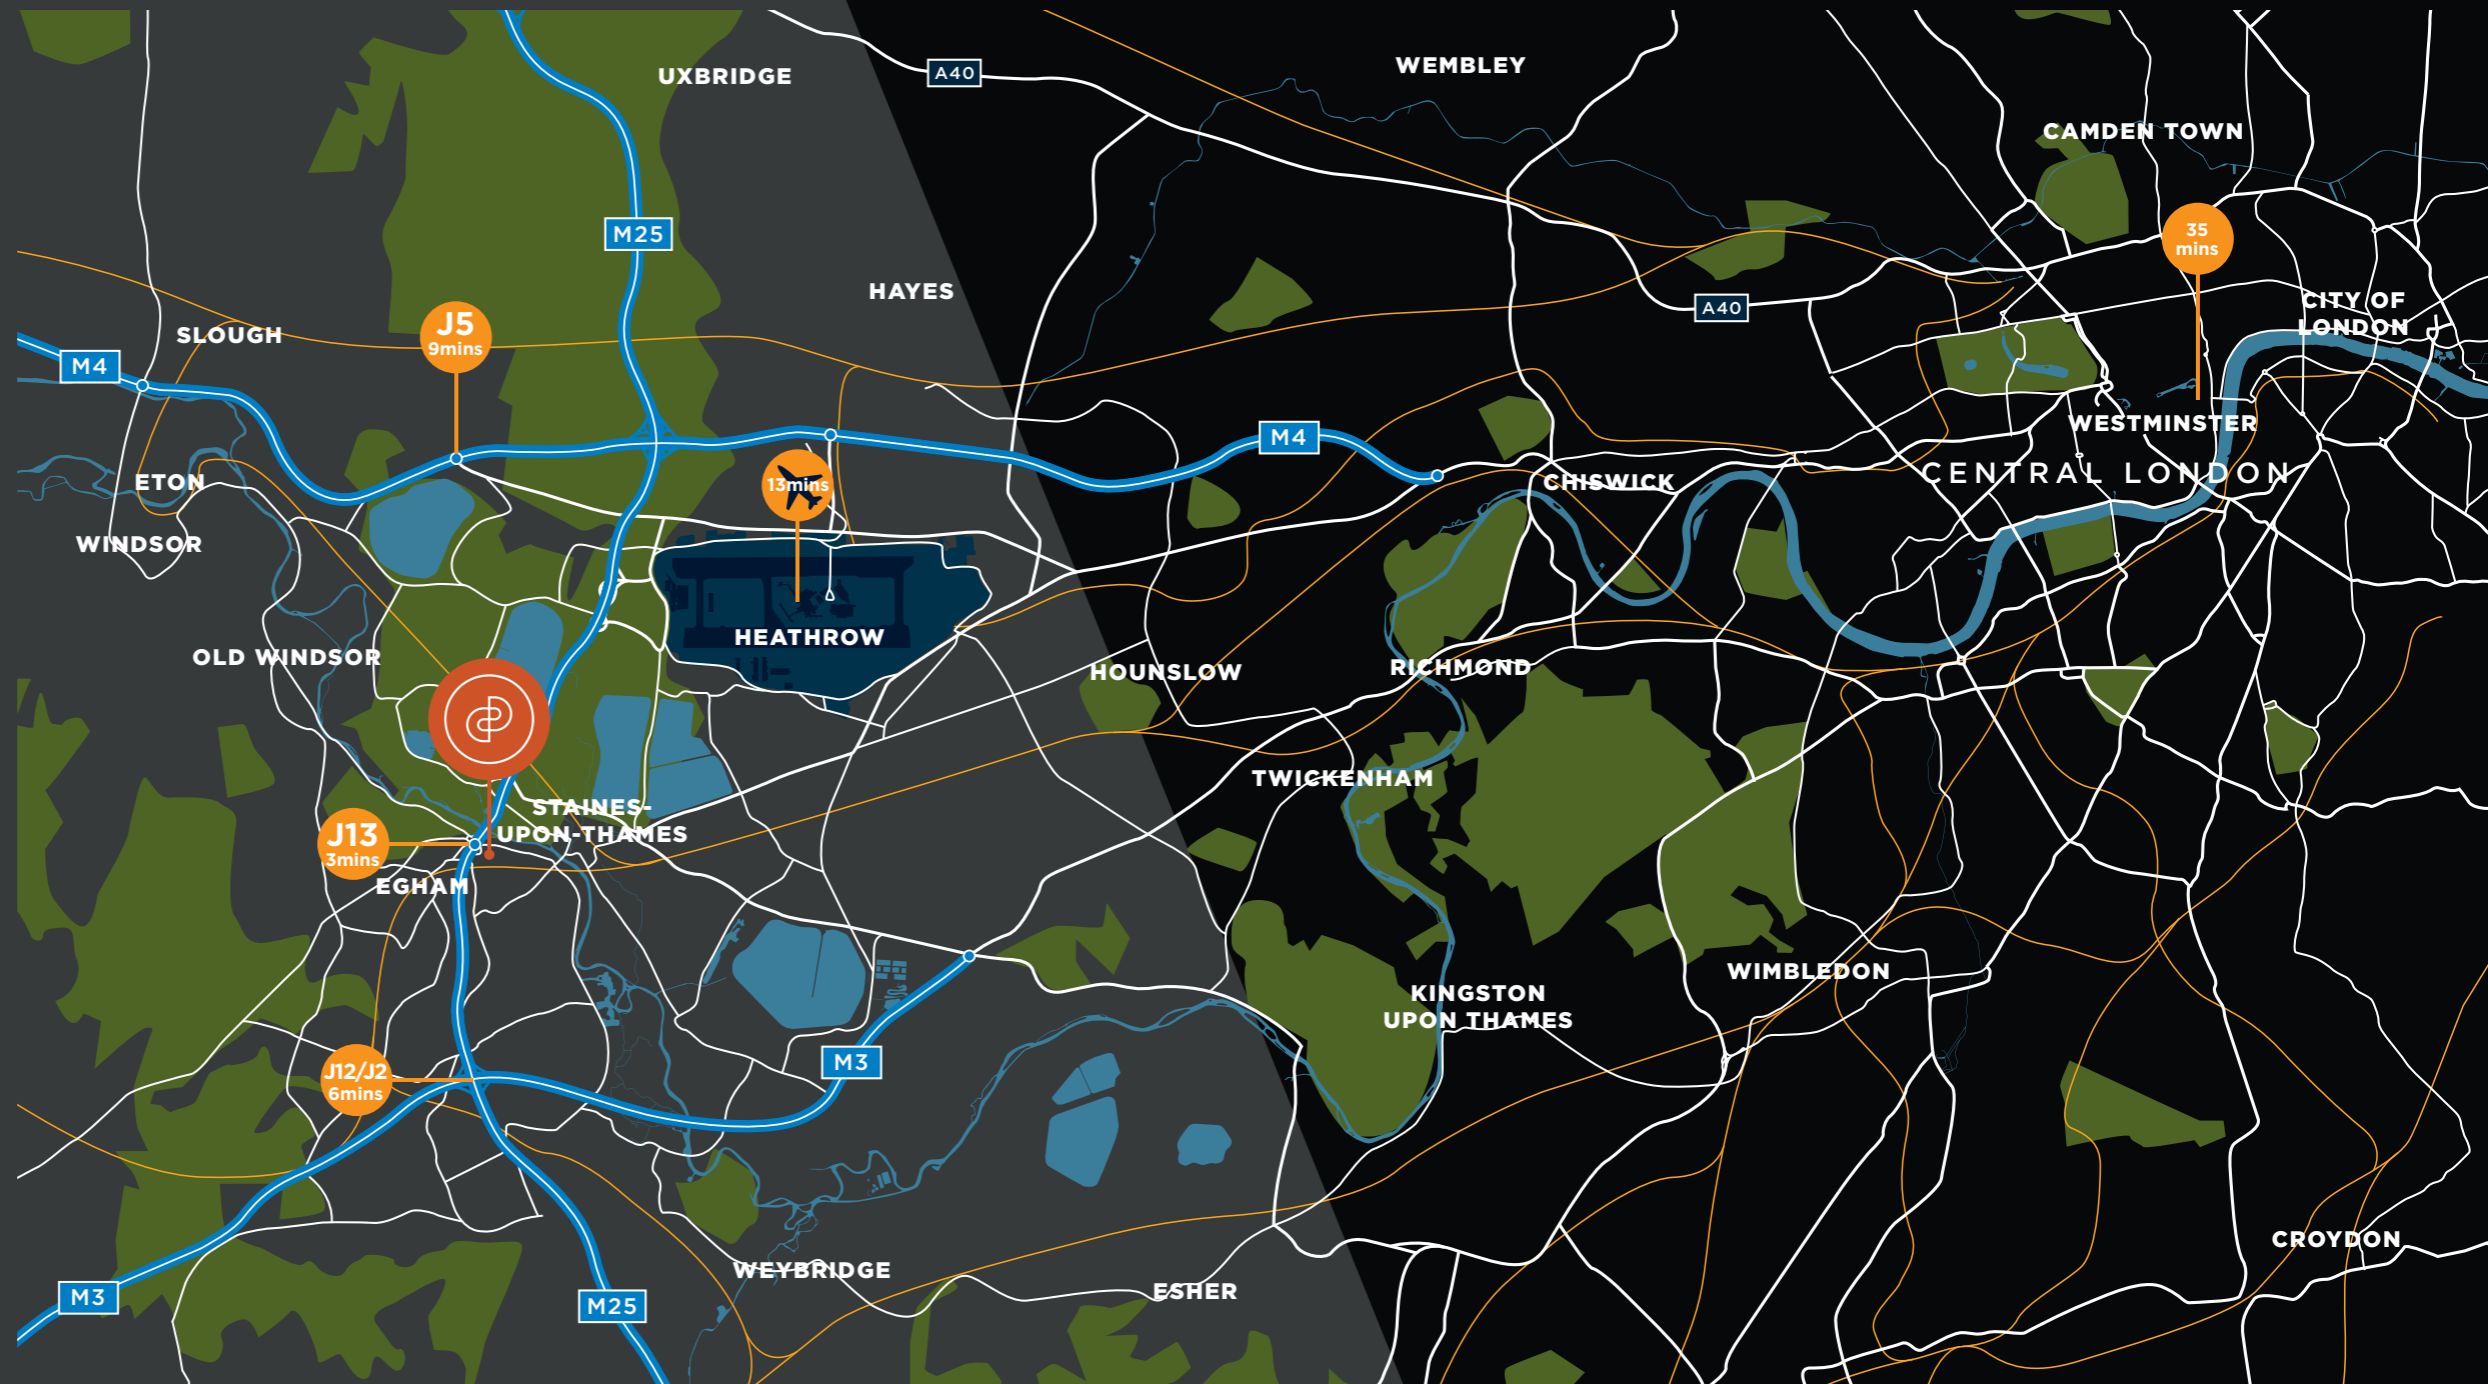 WEMBLEY
A40
UXBRIDGE
CAMDEN TOWN
M25
35
mins
HAYES
CITY OF
LONDON
A40
SLOUGH
J5
9mins
M4
WESTMINSTER
M4
CENTRAL LONDON
ETON
13mins
CHISWICK
WINDSOR
HEATHROW
OLD WINDSOR
HOUNSLOW
RICHMOND
TWICKENHAM
STAINES-
UPON-THAMES
J13
3mins
EGHAM
WIMBLEDON
KINGSTON
UPON THAMES
M3
J12/J2
6mins
CROYDON
WEYBRIDGE
ESHER
M3
M25